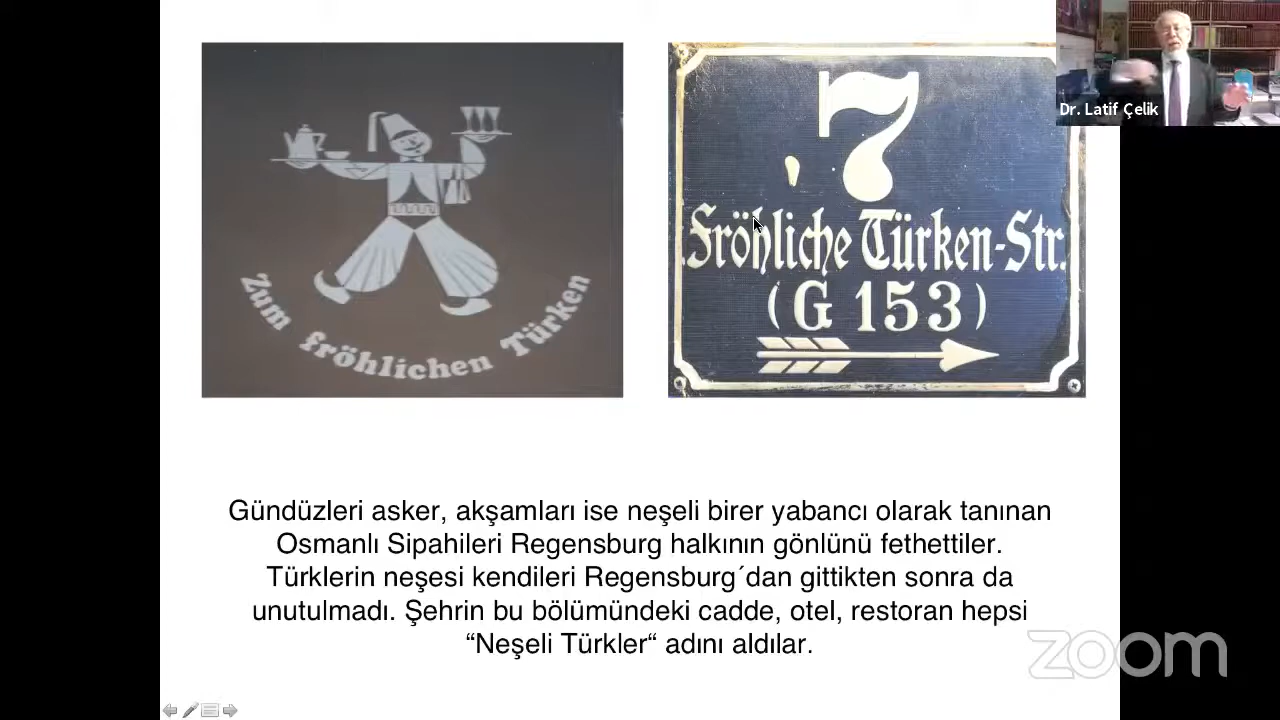 Zum fröhlichen Türken
7
Fröhliche Türken-Str.
(G 153)
Dr. Latif Çelik
Gündüzleri asker, akşamları ise neşeli birer yabancı olarak tanınan
Osmanlı Sipahileri Regensburg halkının gönlünü fethettiler.
Türklerin neşesi kendileri Regensburg´dan gittikten sonra da
unutulmadı. Şehrin bu bölümündeki cadde, otel, restoran hepsi
“Neşeli Türkler“ adını aldılar.
zoom